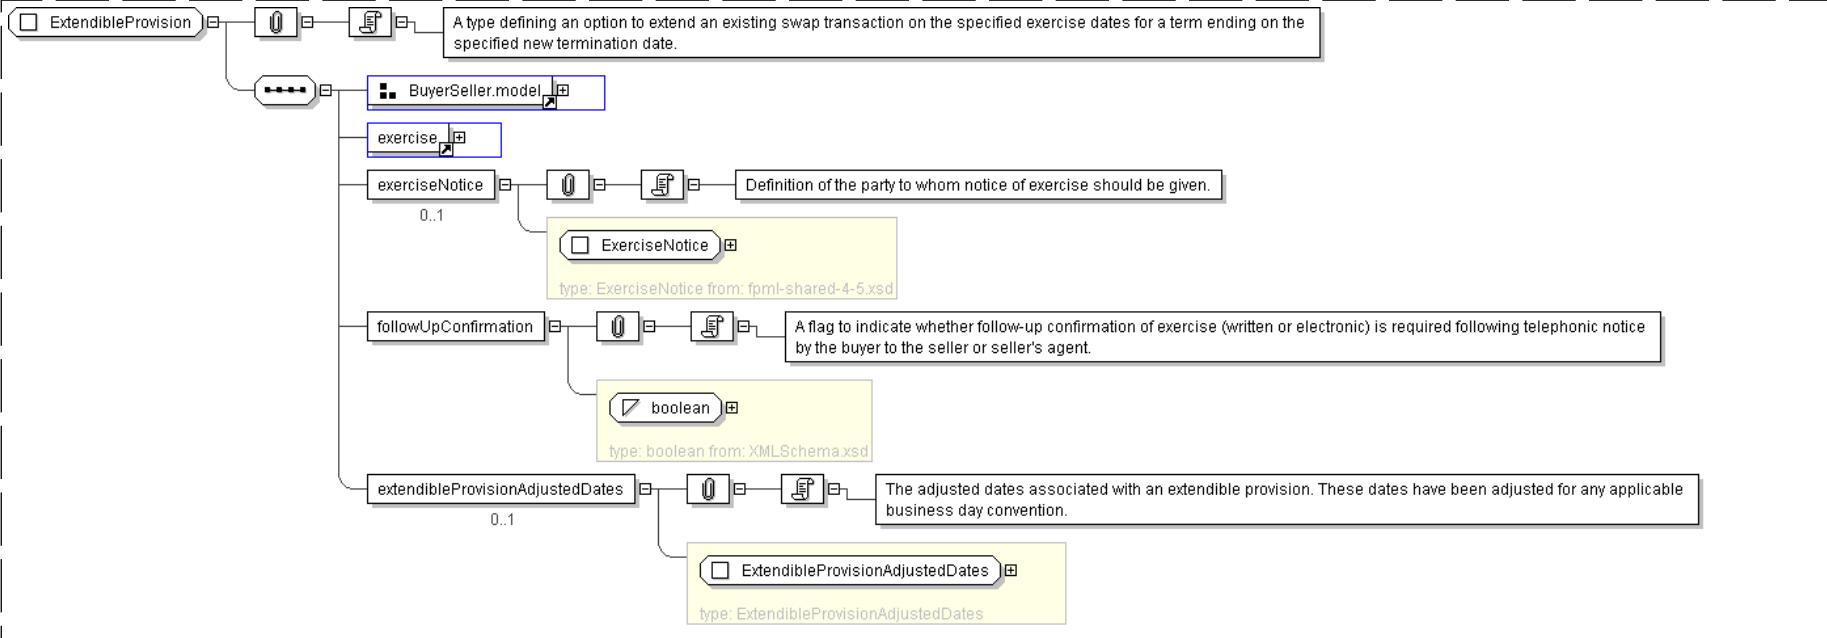 ExtendibleProvision
A type defining an option to extend an existing swap transaction on the specified exercise dates for a term ending on the
specified new termination date.
BuyerSeller.model
exercise
exerciseNotice
Definition of the party to whom notice of exercise should be given.
0..1
ExerciseNotice
type: ExerciseNotice from: fpml-shared-4-5.xsd
followUpConfirmation
A flag to indicate whether follow-up confirmation of exercise (written or electronic) is required following telephonic notice
by the buyer to the seller or seller's agent.
boolean
type: boolean from: XMLSchema.xsd
extendibleProvisionAdjustedDates
The adjusted dates associated with an extendible provision. These dates have been adjusted for any applicable
business day convention.
0..1
ExtendibleProvisionAdjustedDates
type: ExtendibleProvisionAdjustedDates